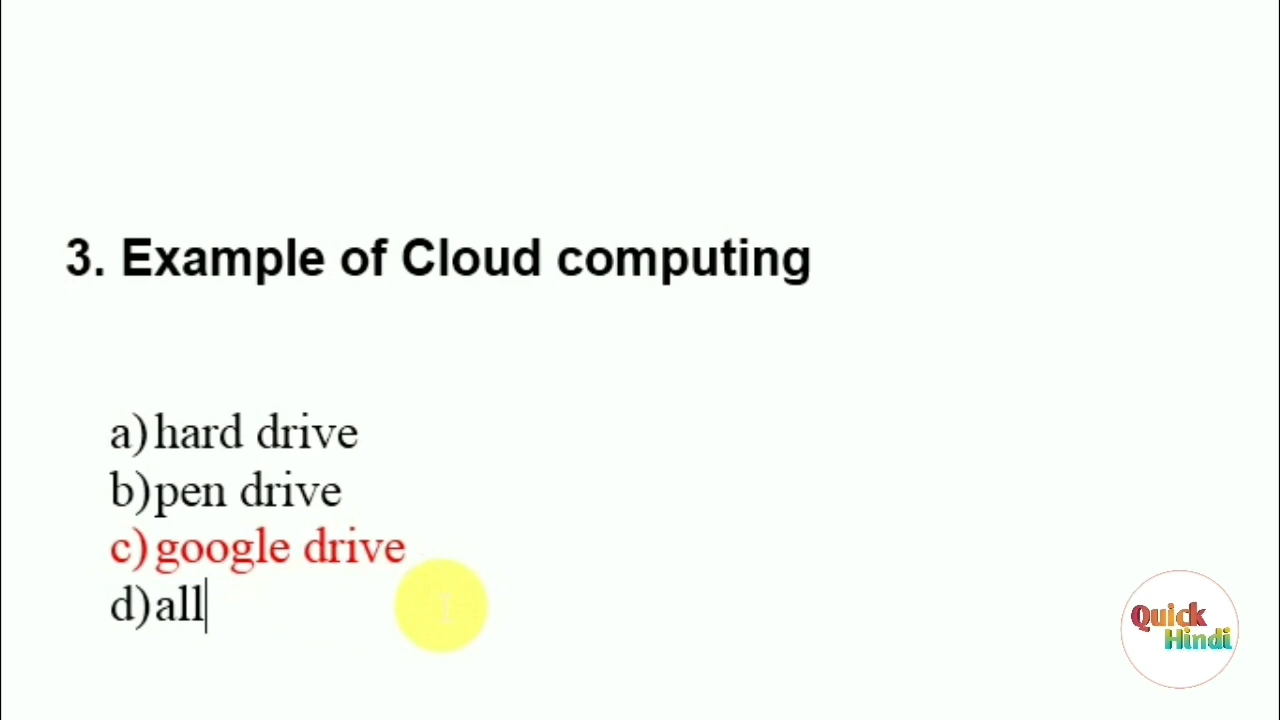 3. Example of Cloud computing
a) hard drive
b) pen drive
c) google drive
d) all
Quick
Hindi